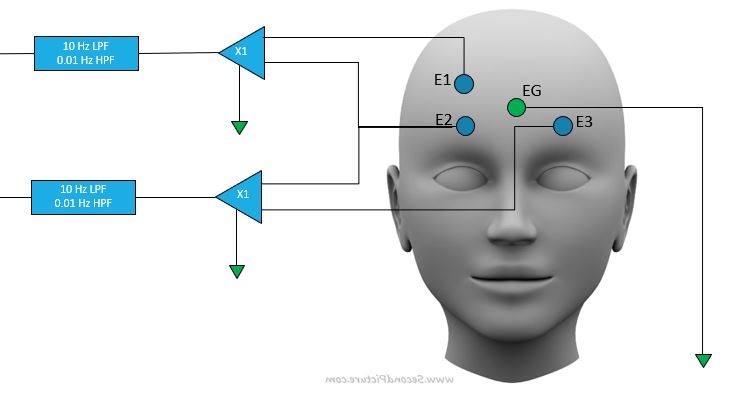 10 Hz LPF
0.01 Hz HPF
X1
E1
EG
E2
E3
10 Hz LPF
0.01 Hz HPF
X1
www.SecondPicture.com